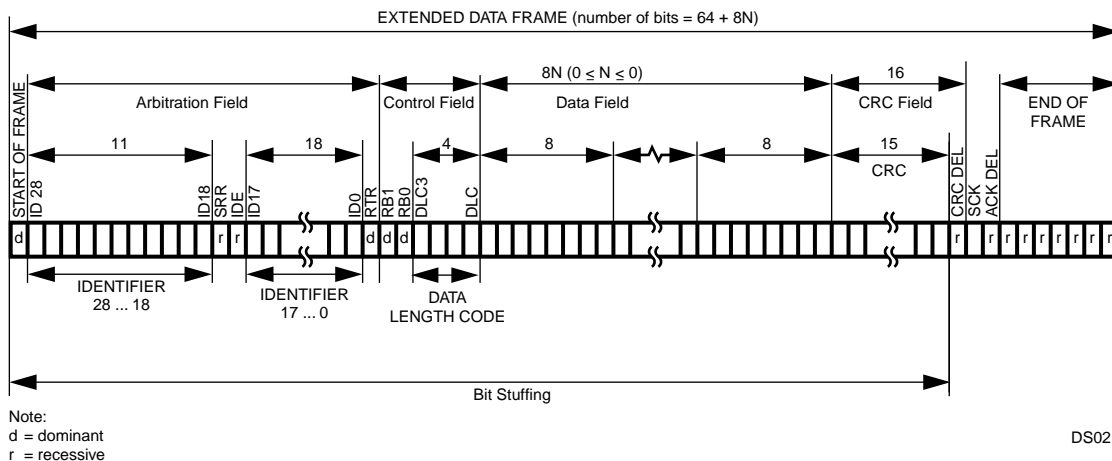 EXTENDED DATA FRAME (number of bits = 64 + 8N)
8N (0 ≤ N ≤ 0)
16
Arbitration Field
Control Field
Data Field
CRC Field
END OF
FRAME
11
18
4
8
8
15
CRC
START OF FRAME
ID 28
ID18
SRR
IDE
ID17
ID0
RTR
RB1
RB0
DLC3
DLC
CRC DEL
SCK
ACK DEL
d r r d d d r r r r r r r r r
IDENTIFIER
28 ... 18
IDENTIFIER
17 ... 0
DATA
LENGTH CODE
Bit Stuffing
Note:
d = dominant
r = recessive
DS02